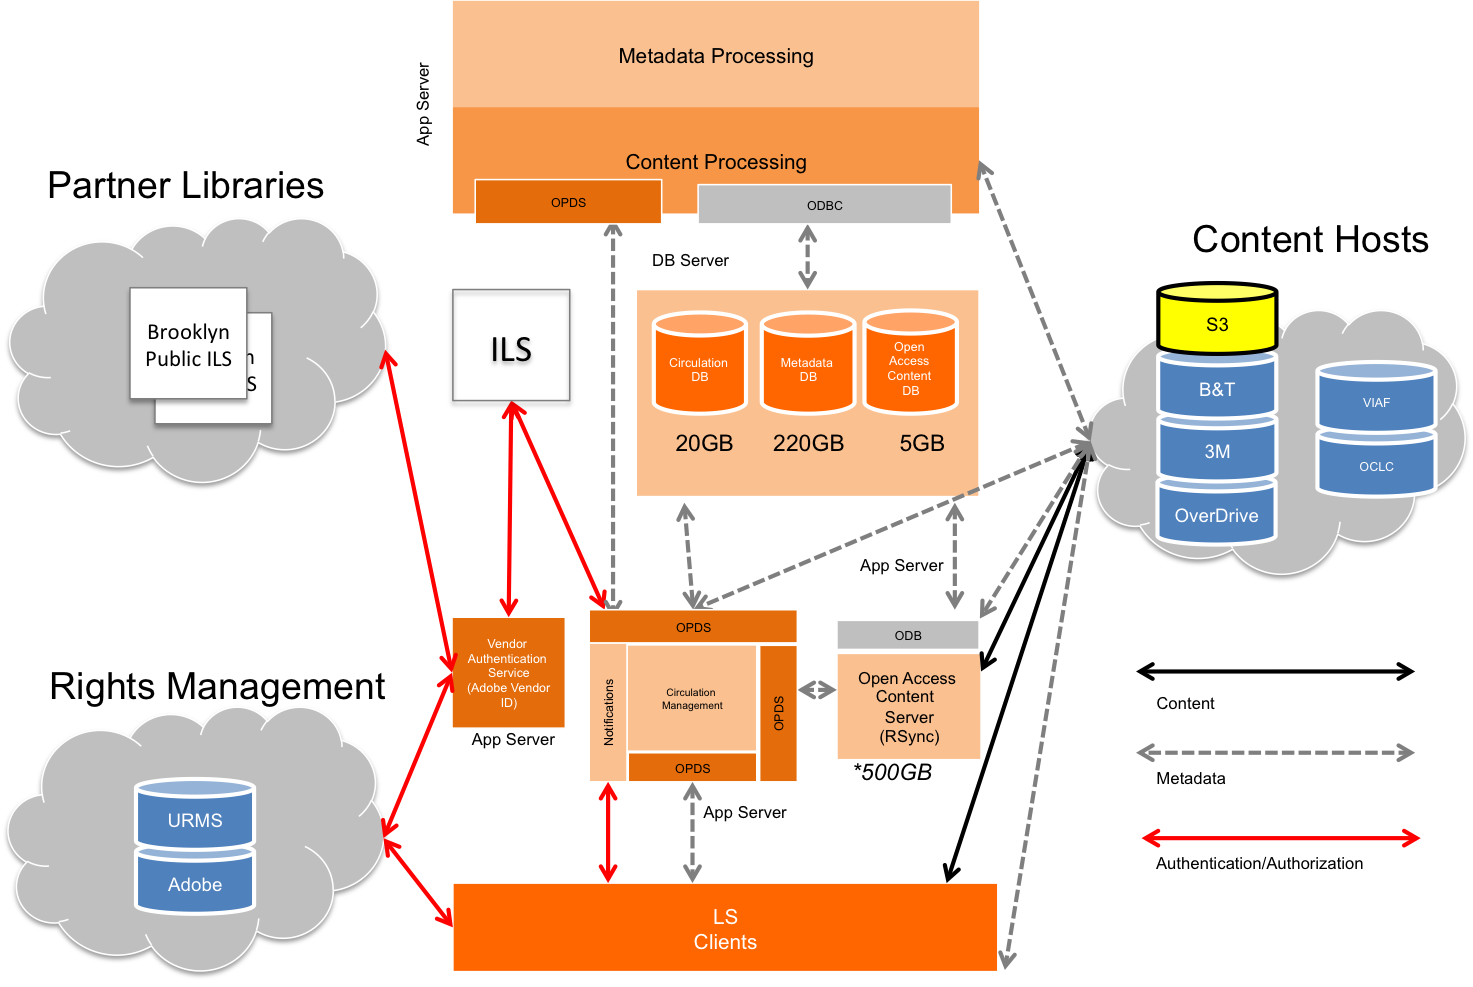 Metadata Processing
App Server
Content Processing
OPDS
ODBC
Partner Libraries
Brooklyn
Public ILS
n
S
ILS
DB Server
Circulation
DB
Metadata
DB
Open
Access
Content
DB
20GB
220GB
5GB
Content Hosts
S3
B&T
3M
OverDrive
VIAF
OCLC
App Server
Rights Management
URMS
Adobe
Vendor
Authentication
Service
(Adobe Vendor
ID)
App Server
OPDS
Notifications
Circulation
Management
OPDS
OPDS
App Server
ODB
Open Access
Content
Server
(RSync)
*500GB
LS
Clients
Content
Metadata
Authentication/Authorization